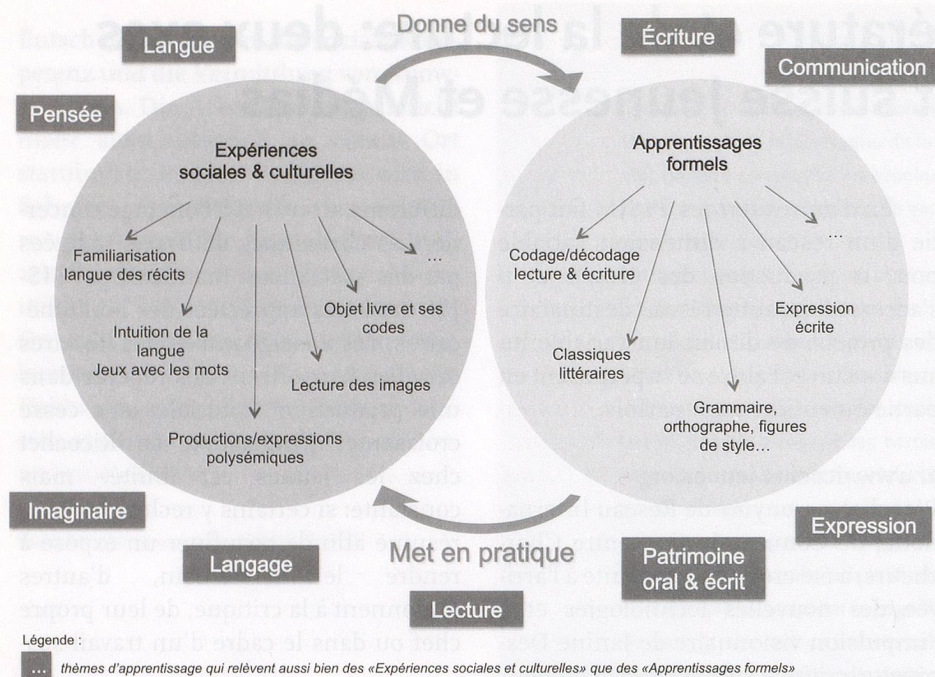 Donne du sens
Langue
Écriture
Communication
Pensée
Expériences
sociales & culturelles
Familiarisation
langue des récits
Intuition de la
langue
Jeux avec les mots
Productions/expressions
polysémiques
Lecture des images
Objet livre et ses
codes
...
Apprentissages
formels
Codage/décodage
lecture & écriture
Classiques
littéraires
Grammaire,
orthographe, figures
de style...
Expression
écrite
...
Imaginaire
Langage
Met en pratique
Lecture
Patrimoine
oral & écrit
Expression
Légende :
... thèmes d'apprentissage qui relèvent aussi bien des «Expériences sociales et culturelles» que des «Apprentissages formels»